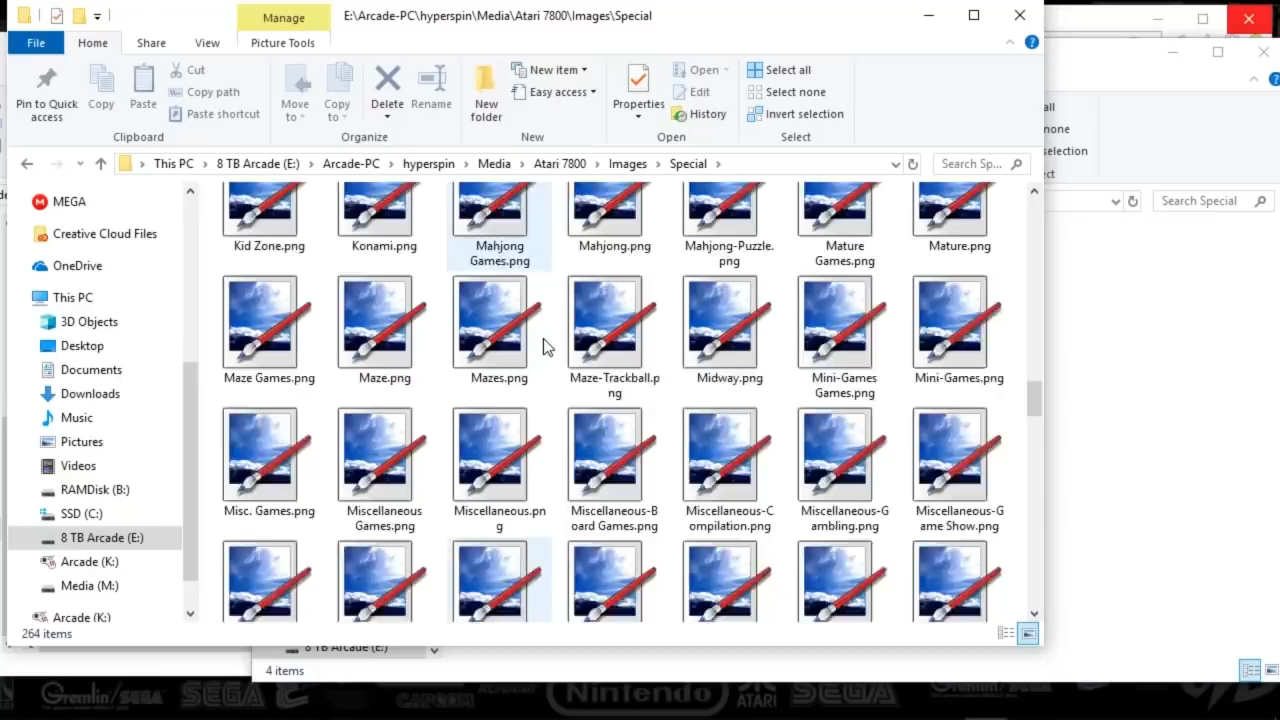 Manage
E:\Arcade-PC\hyperspin\Media\Atari 7800\Images\Special
File
Home
Share
View
Picture Tools
Pin to Quick
access
Copy
Paste
Cut
Copy path
Paste shortcut
Clipboard
Move
to
Copy
to
Delete
Rename
Organize
New
folder
New item
Easy access
New
Properties
Open
Edit
History
Open
Select all
Select none
Invert selection
Select
all
none
election
ct
This PC
8 TB Arcade (E:)
Arcade-PC
hyperspin
Media
Atari 7800
Images
Special
Search Sp...
Search Special
MEGA
Creative Cloud Files
OneDrive
This PC
3D Objects
Desktop
Documents
Downloads
Music
Pictures
Videos
RAMDisk (B:)
SSD (C:)
8 TB Arcade (E:)
Arcade (K:)
Media (M:)
Arcade (K:)
Kid Zone.png
Konami.png
Mahjong
Games.png
Mahjong.png
Mahjong-Puzzle.
png
Mature
Games.png
Mature.png
Maze Games.png
Maze.png
Mazes.png
Maze-Trackball.p
ng
Midway.png
Mini-Games
Games.png
Mini-Games.png
Misc. Games.png
Miscellaneous
Games.png
Miscellaneous.pn
g
Miscellaneous-B
oard Games.png
Miscellaneous-C
ompilation.png
Miscellaneous-G
ambling.png
Miscellaneous-G
ame Show.png
264 items
8 TB Arcade (E:)
4 items
Gremlin/SEGA
SEGA
CAPCOM
Nintendo
ATARI
SEGA